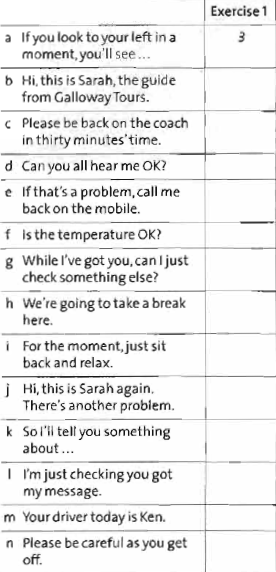 Exercise 1
a If you look to your left in a 3
moment, you'll see ...
b Hi, this is Sarah, the guide
from Galloway Tours.
c Please be back on the coach
in thirty minutes' time.
d Can you all hear me OK?
e If that's a problem, call me
back on the mobile.
f Is the temperature OK?
g While I've got you, can I just
check something else?
h We're going to take a break
here.
i For the moment, just sit
back and relax.
j Hi, this is Sarah again.
There's another problem.
k So I'll tell you something
about ...
l I'm just checking you got
my message.
m Your driver today is Ken.
n Please be careful as you get
off.